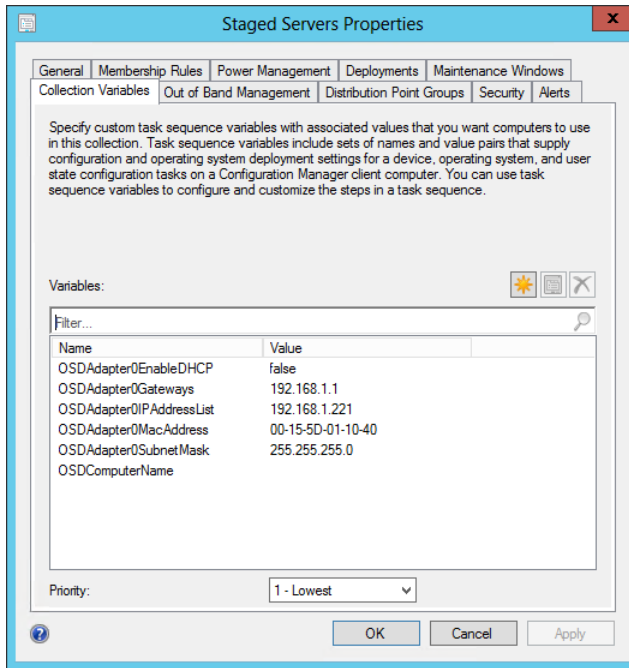 Staged Servers Properties
x
General Membership Rules Power Management Deployments Maintenance Windows
Collection Variables Out of Band Management Distribution Point Groups Security Alerts
Specify custom task sequence variables with associated values that you want computers to use
in this collection. Task sequence variables include sets of names and value pairs that supply
configuration and operating system deployment settings for a device, operating system, and user
state configuration tasks on a Configuration Manager client computer. You can use task
sequence variables to configure and customize the steps in a task sequence.
Variables:
Filter...
Name Value
OSDAdapter0EnableDHCP false
OSDAdapter0Gateways 192.168.1.1
OSDAdapter0IPAddressList 192.168.1.221
OSDAdapter0MacAddress 00-15-5D-01-10-40
OSDAdapter0SubnetMask 255.255.255.0
OSDComputerName
Priority: 1 - Lowest
? OK Cancel Apply